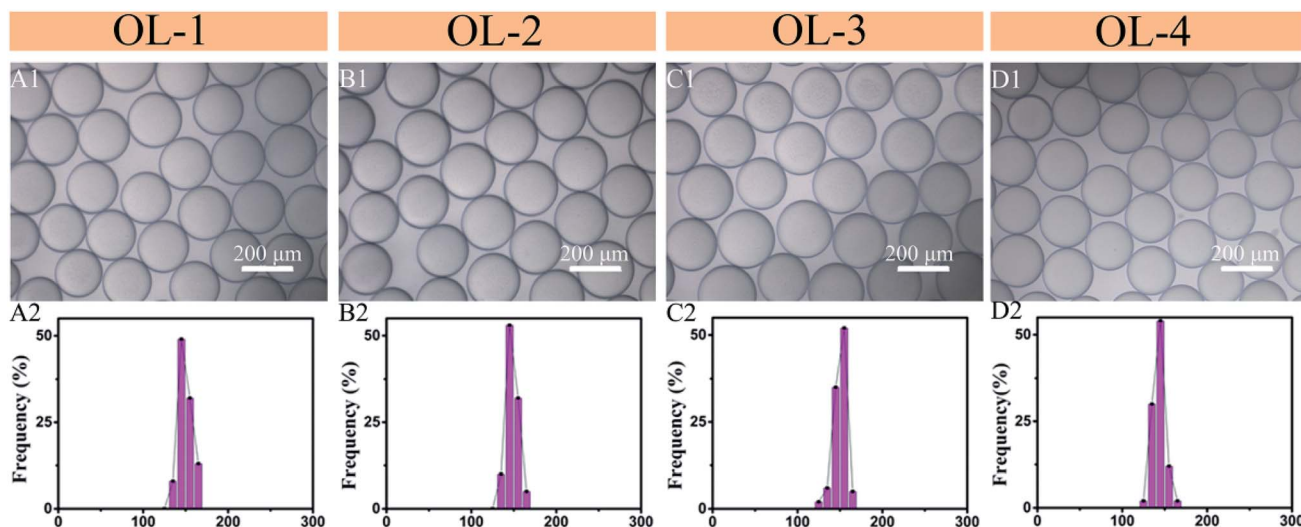 OL-1 OL-2 OL-3 OL-4
A1 B1 C1 D1
200 μm 200 μm 200 μm 200 μm
A2 B2 C2 D2
Frequency (%) Frequency (%) Frequency (%) Frequency(%)
50 50 50 50
25 25 25 25
0 0 0 0
0 100 200 300 0 100 200 300 0 100 200 300 0 100 200 300